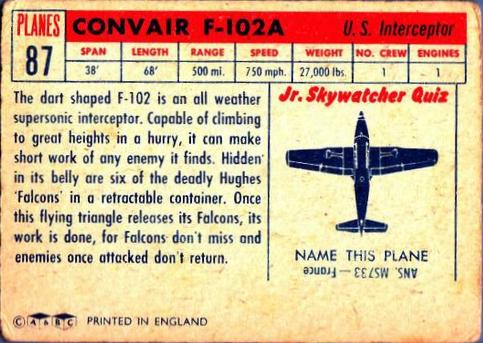 PLANES
87
CONVAIR F-102A
U. S. Interceptor
SPAN LENGTH RANGE SPEED WEIGHT NO. CREW ENGINES
38' 68' 500 mi. 750 mph. 27,000 lbs. 1 1
The dart shaped F-102 is an all weather
supersonic interceptor. Capable of climbing
to great heights in a hurry, it can make
short work of any enemy it finds. Hidden
in its belly are six of the deadly Hughes
'Falcons' in a retractable container. Once
this flying triangle releases its Falcons, its
work is done, for Falcons don't miss and
enemies once attacked don't return.
Jr. Skywatcher Quiz
NAME THIS PLANE
ANS. MS733—France
© A & BC PRINTED IN ENGLAND